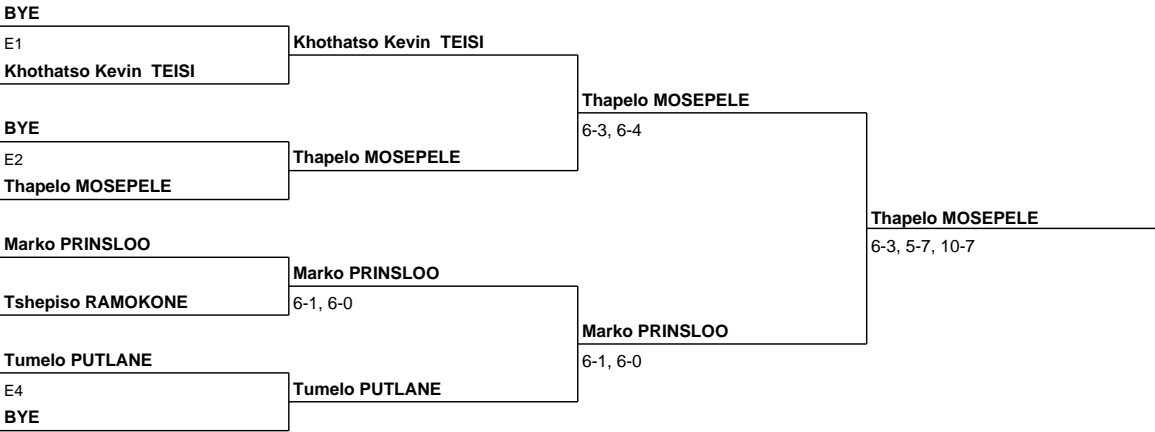 BYE
E1
Khothatso Kevin TEISI
Khothatso Kevin TEISI
BYE
E2
Thapelo MOSEPELE
Thapelo MOSEPELE
Thapelo MOSEPELE
6-3, 6-4
Marko PRINSLOO
Tshepiso RAMOKONE
Marko PRINSLOO
6-1, 6-0
Tumelo PUTLANE
E4
BYE
Tumelo PUTLANE
Marko PRINSLOO
6-1, 6-0
Thapelo MOSEPELE
6-3, 5-7, 10-7